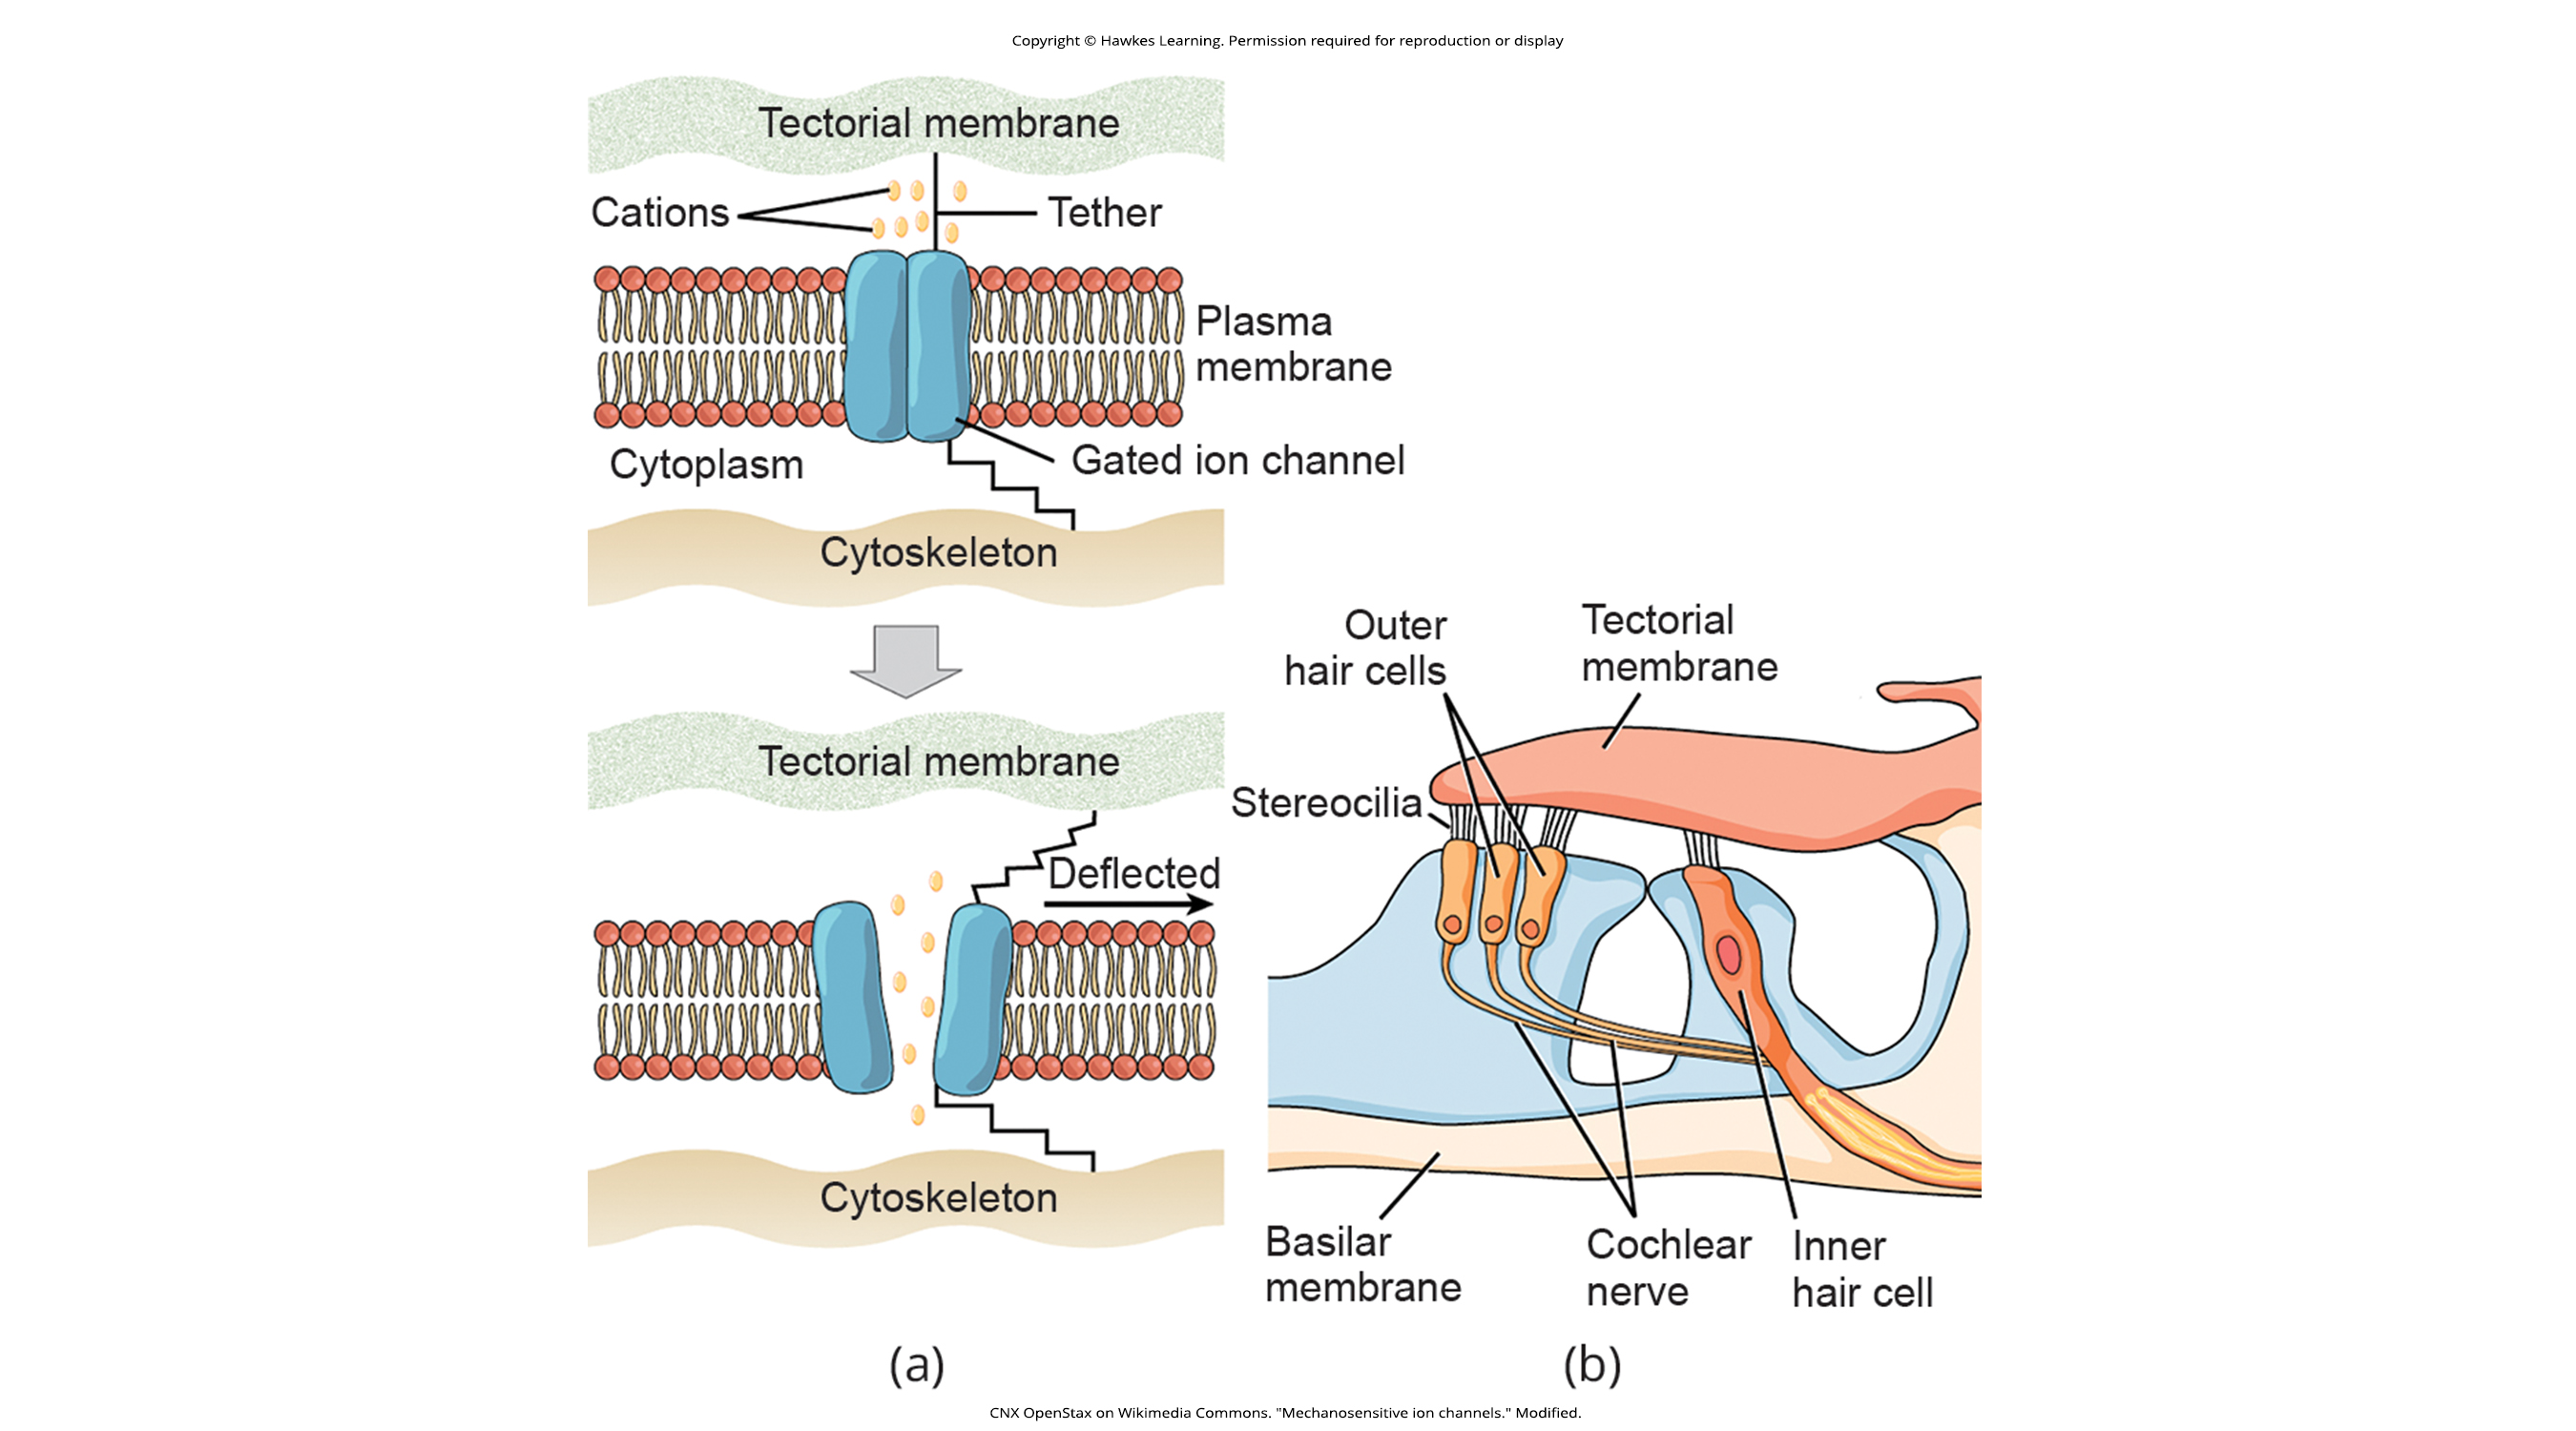 Copyright © Hawkes Learning. Permission required for reproduction or display
Tectorial membrane
Cations
Tether
Plasma
membrane
Cytoplasm
Gated ion channel
Cytoskeleton
Tectorial membrane
Deflected
Cytoskeleton
(a)
Outer
hair cells
Tectorial
membrane
Stereocilia
Basilar
membrane
Cochlear
nerve
Inner
hair cell
(b)
CNX OpenStax on Wikimedia Commons. "Mechanosensitive ion channels." Modified.